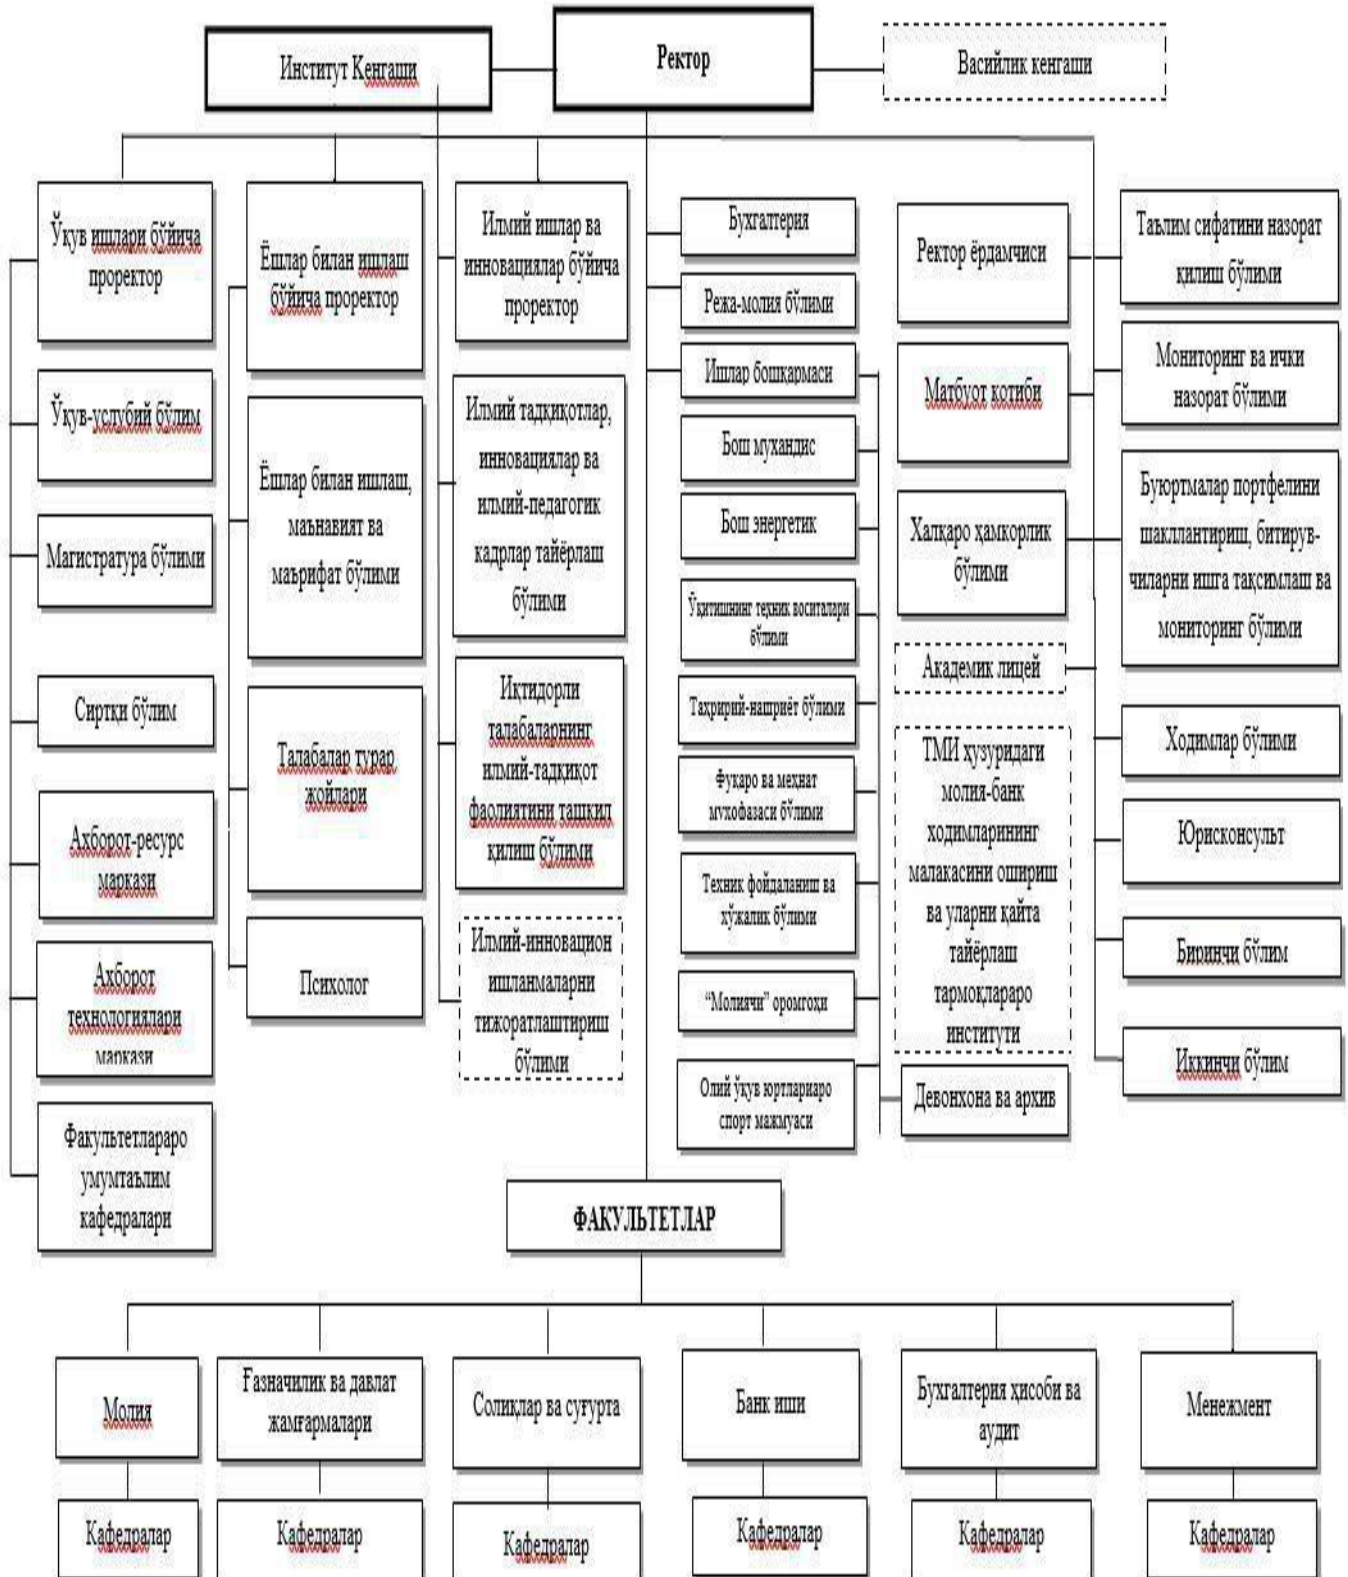 Институт Кенгаши
Ректор
Васийлик кенгаши
Ўқув ишлари бўйича
проректор
Ўқув-услубий бўлим
Магистратура бўлими
Сиртқи бўлим
Ахборот-ресурс
маркази
Ахборот
технологиялари
маркази
Факультетлараро
умумтаълим
кафедралари
Ёшлар билан ишлаш
бўйича проректор
Ёшлар билан ишлаш,
маънавият ва
маърифат бўлими
Талабалар турар
жойлари
Психолог
Илмий ишлар ва
инновациялар бўйича
проректор
Илмий тадқиқотлар,
инновациялар ва
илмий-педагогик
кадрлар тайёрлаш
бўлими
Иқтидорли
талабаларнинг
илмий-тадқиқот
фаолиятини ташкил
қилиш бўлими
Илмий-инновацион
ишланмаларни
тижоратлаштириш
бўлими
Бухгалтерия
Режа-молия бўлими
Ишлар бошқармаси
Бош мухандис
Бош энергетик
Ўқитишнинг техник воситалари
бўлими
Таҳририй-нашриёт бўлими
Фуқаро ва меҳнат
мухофазаси бўлими
Техник фойдаланиш ва
хўжалик бўлими
“Молиячи” оромгоҳи
Олий ўқув юртлариаро
спорт мажмуаси
Ректор ёрдамчиси
Матбуот котиби
Халқаро ҳамкорлик
бўлими
Академик лицей
ТМИ ҳузуридаги
молия-банк
ходимларининг
малакасини ошириш
ва уларни қайта
тайёрлаш
тармоқлараро
институти
Девонхона ва архив
Таълим сифатини назорат
қилиш бўлими
Мониторинг ва ички
назорат бўлими
Буюртмалар портфелини
шакллантириш, битирув-
чиларни ишга тақсимлаш ва
мониторинг бўлими
Ходимлар бўлими
Юрисконсульт
Биринчи бўлим
Иккинчи бўлим
ФАКУЛЬТЕТЛАР
Молия
Ғазначилик ва давлат
жамғармалари
Солиқлар ва суғурта
Банк иши
Бухгалтерия ҳисоби ва
аудит
Менежмент
Кафедралар
Кафедралар
Кафедралар
Кафедралар
Кафедралар
Кафедралар